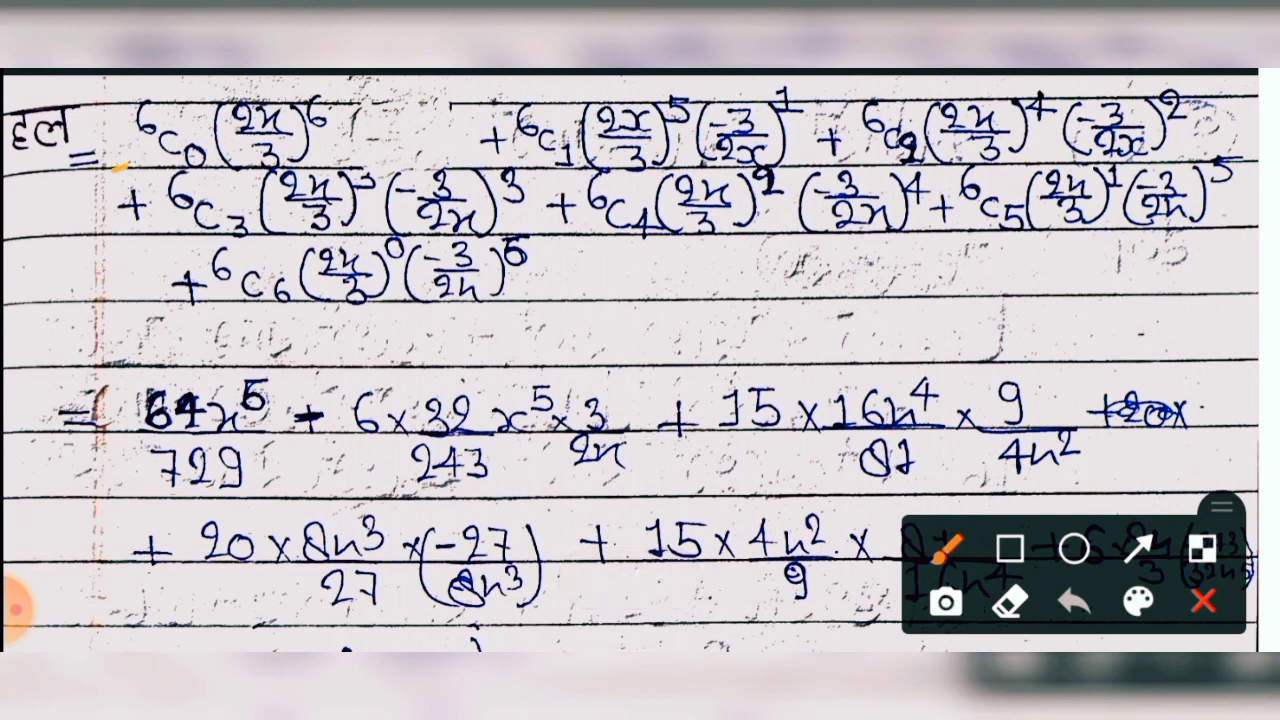 हल = ⁶C₀(2x/3)⁶ + ⁶C₁(2x/3)⁵(-3/2x)¹ + ⁶C₂(2x/3)⁴(-3/2x)²
+ ⁶C₃(2x/3)³(-3/2x)³ + ⁶C₄(2x/3)²(-3/2x)⁴ + ⁶C₅(2x/3)¹(-3/2x)⁵
+ ⁶C₆(2x/3)⁰(-3/2x)⁶
= 64x⁶/729 - 6×32/243 x⁵×3/2x + 15×16x⁴/81×9/4x²
+ 20×8x³/27×(-27/8x³) + 15×4x²/9×